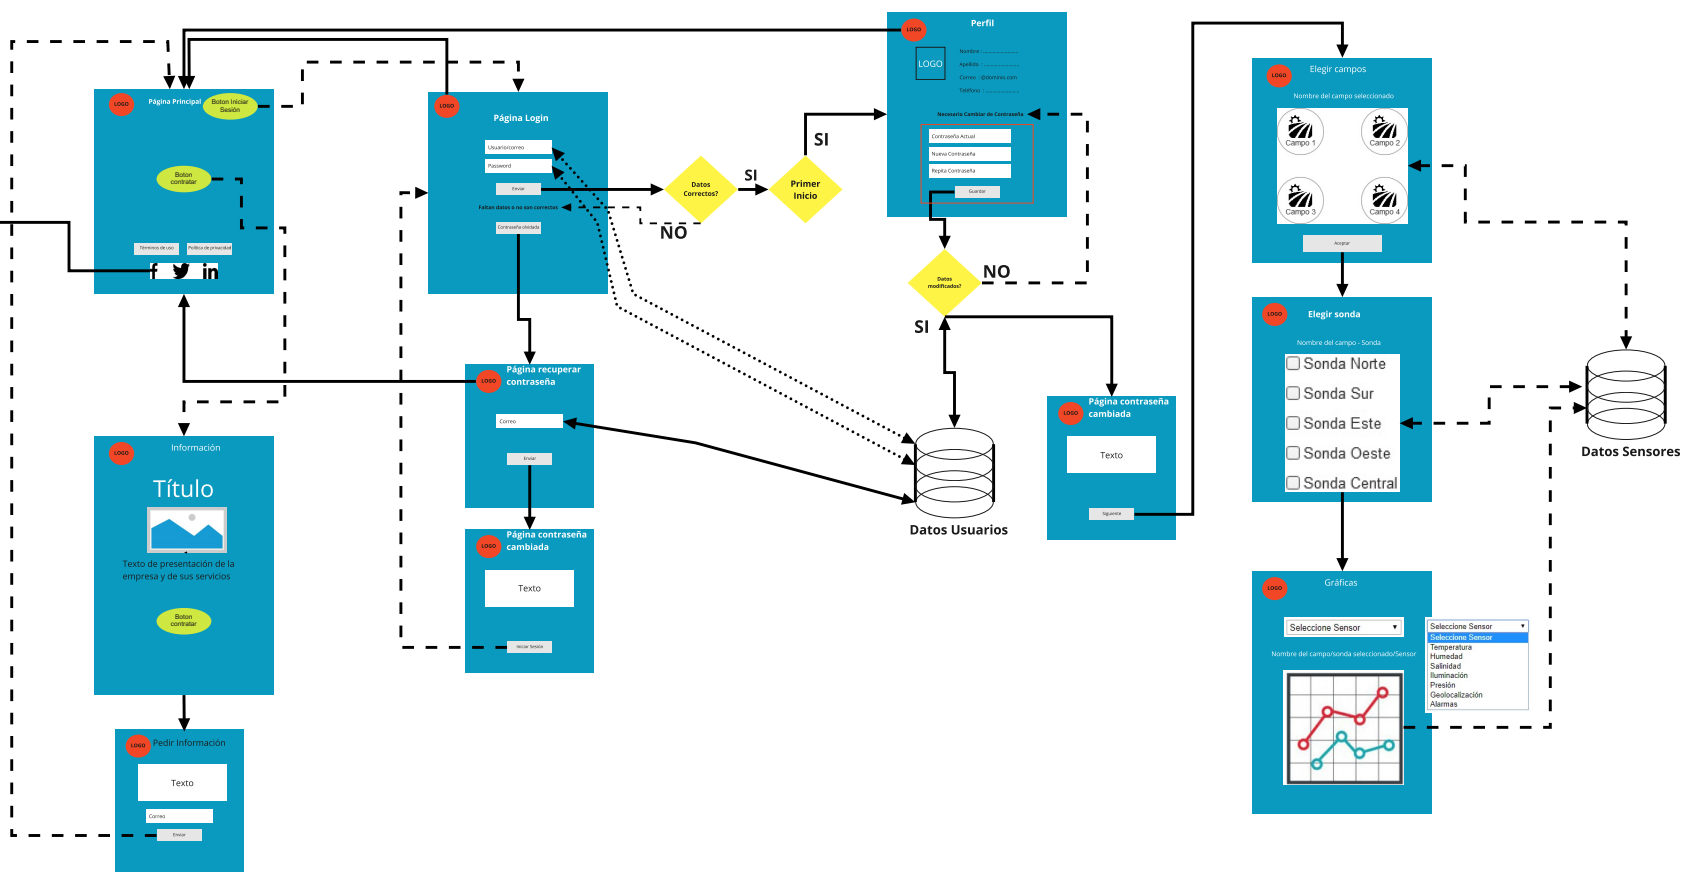 LOGO
Página Principal
Boton Iniciar
Sesión
Boton
contratar
Términos de uso
Política de privacidad
f
in
LOGO
Información
Título
Texto de presentación de la
empresa y de sus servicios
Boton
contratar
LOGO
Pedir Información
Texto
Correo
Enviar
LOGO
Página Login
Usuario/correo
Password
Enviar
Faltan datos o no son correctos
Contraseña olvidada
Datos
Correctos?
SI
NO
Primer
Inicio
SI
LOGO
Página recuperar
contraseña
Correo
Enviar
LOGO
Página contraseña
cambiada
Texto
Iniciar Sesión
LOGO
Perfil
LOGO
Nombre : ........................
Apellido : ........................
Correo : @dominio.com
Teléfono : ........................
Necesario Cambiar de Contraseña
Contraseña Actual
Nueva Contraseña
Repita Contraseña
Guardar
Datos
modificados?
NO
SI
Datos Usuarios
LOGO
Página contraseña
cambiada
Texto
Siguiente
LOGO
Elegir campos
Nombre del campo seleccionado
Campo 1
Campo 2
Campo 3
Campo 4
Aceptar
LOGO
Elegir sonda
Nombre del campo - Sonda
Sonda Norte
Sonda Sur
Sonda Este
Sonda Oeste
Sonda Central
Datos Sensores
LOGO
Gráficas
Seleccione Sensor
Nombre del campo/sonda seleccionado/Sensor
Seleccione Sensor
Seleccione Sensor
Temperatura
Humedad
Salinidad
Iluminación
Presión
Geolocalización
Alarmas